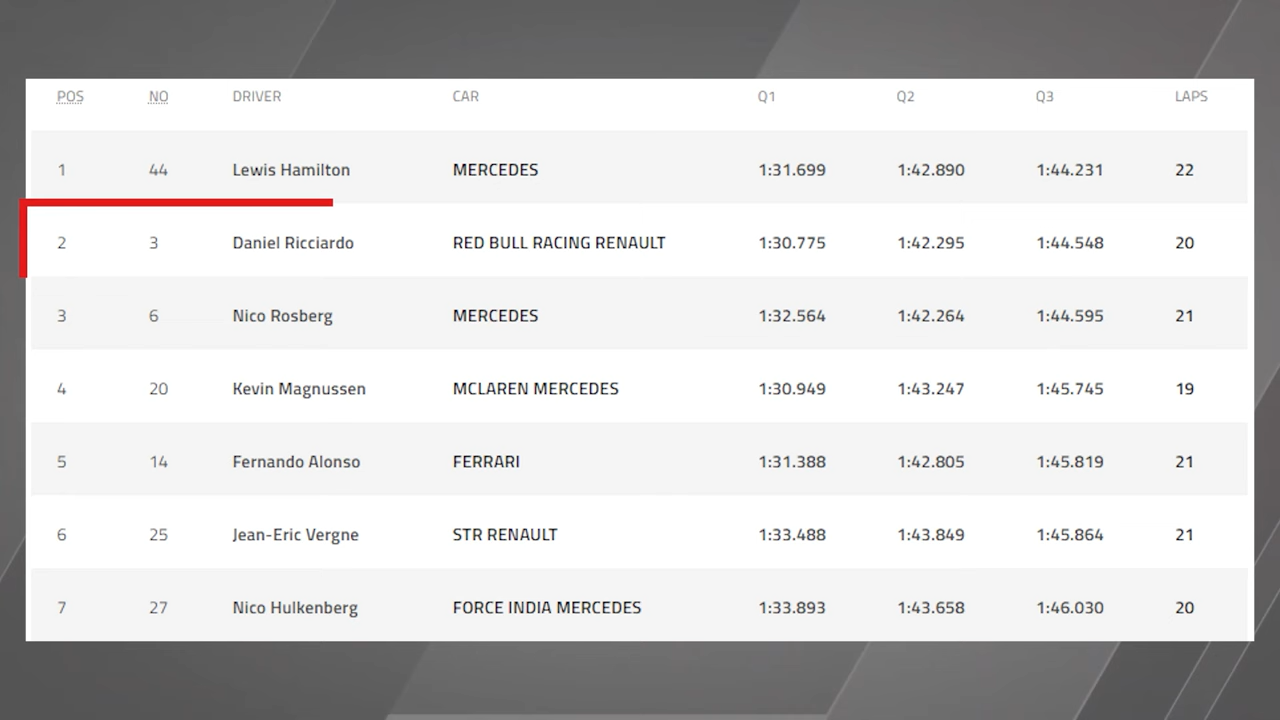 POS NO DRIVER CAR Q1 Q2 Q3 LAPS
1 44 Lewis Hamilton MERCEDES 1:31.699 1:42.890 1:44.231 22
2 3 Daniel Ricciardo RED BULL RACING RENAULT 1:30.775 1:42.295 1:44.548 20
3 6 Nico Rosberg MERCEDES 1:32.564 1:42.264 1:44.595 21
4 20 Kevin Magnussen MCLAREN MERCEDES 1:30.949 1:43.247 1:45.745 19
5 14 Fernando Alonso FERRARI 1:31.388 1:42.805 1:45.819 21
6 25 Jean-Eric Vergne STR RENAULT 1:33.488 1:43.849 1:45.864 21
7 27 Nico Hulkenberg FORCE INDIA MERCEDES 1:33.893 1:43.658 1:46.030 20